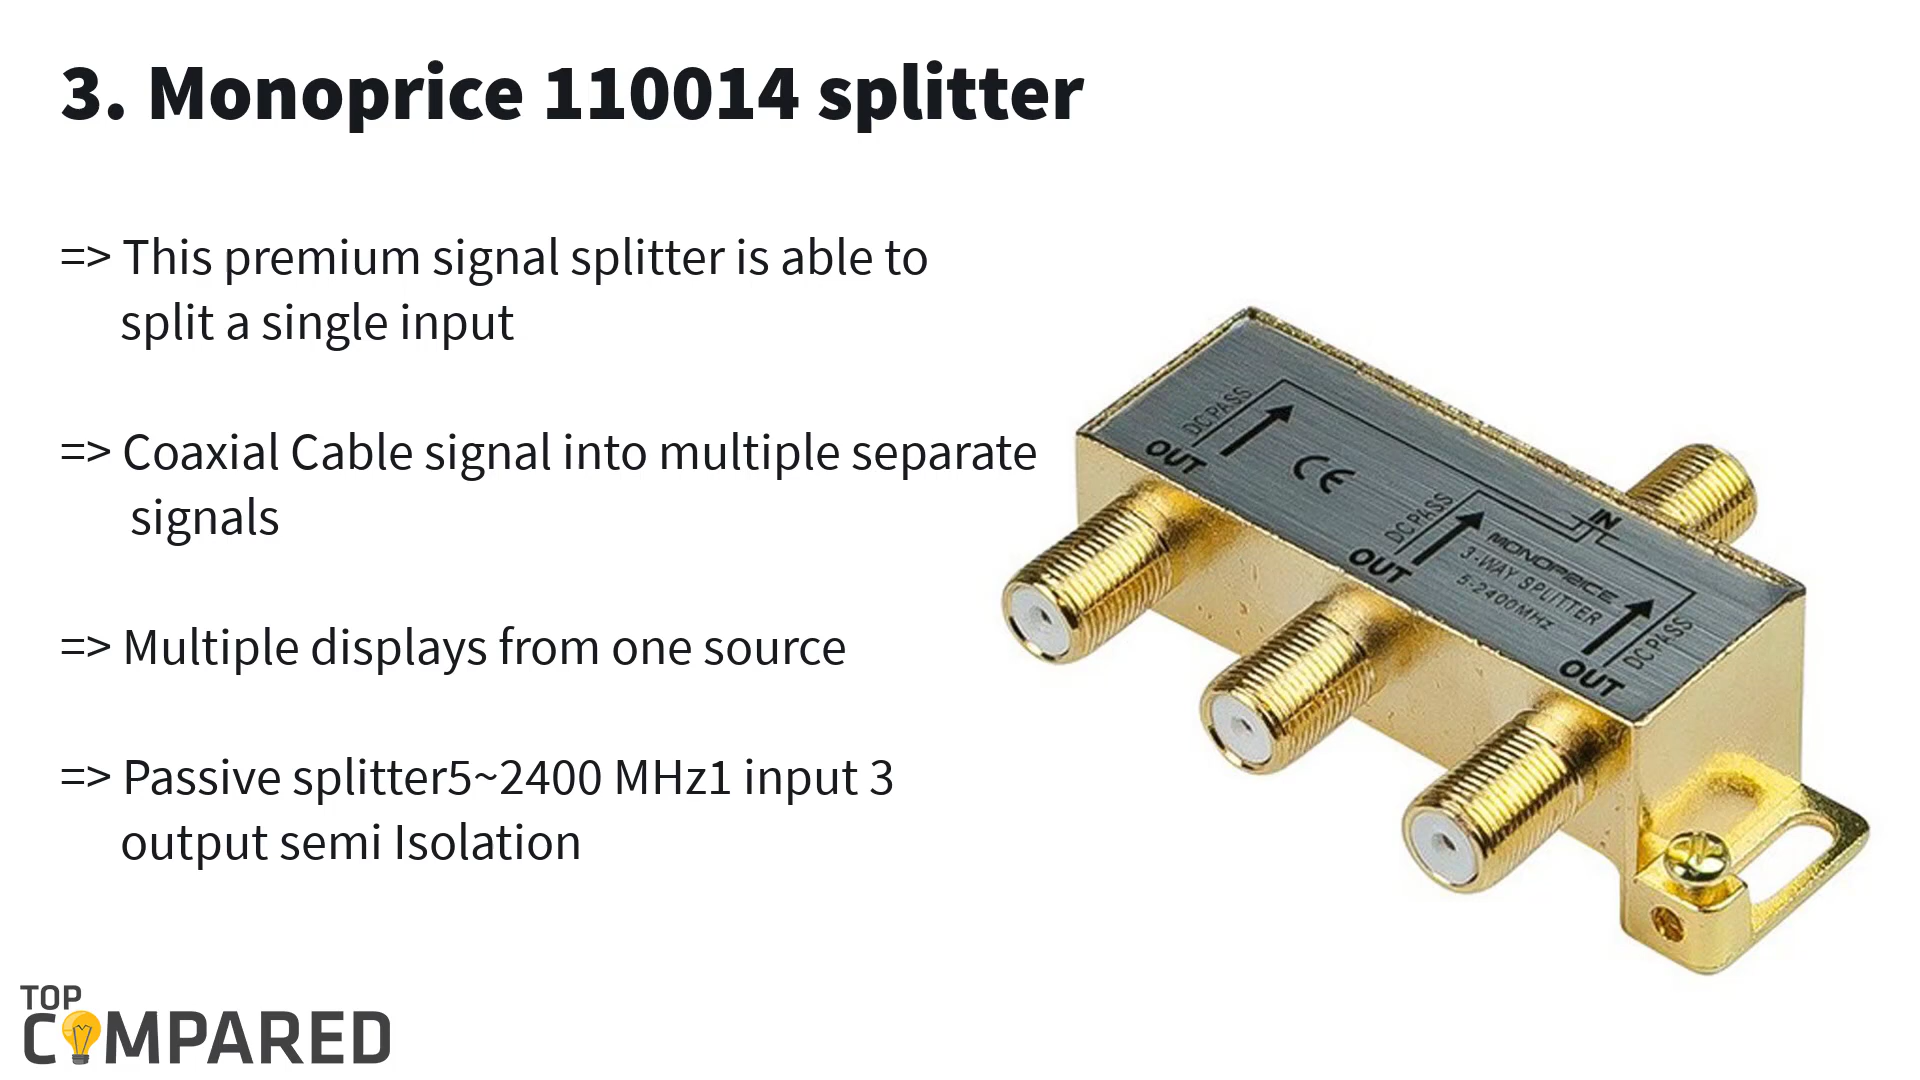 3. Monoprice 110014 splitter
=> This premium signal splitter is able to
split a single input
=> Coaxial Cable signal into multiple separate
signals
=> Multiple displays from one source
=> Passive splitter5~2400 MHz1 input 3
output semi Isolation
DC PASS
OUT
CE
DC PASS
OUT
IN
MONOPRICE
3-WAY SPLITTER
5-2400MHz
DC PASS
OUT
TOP
COMPARED